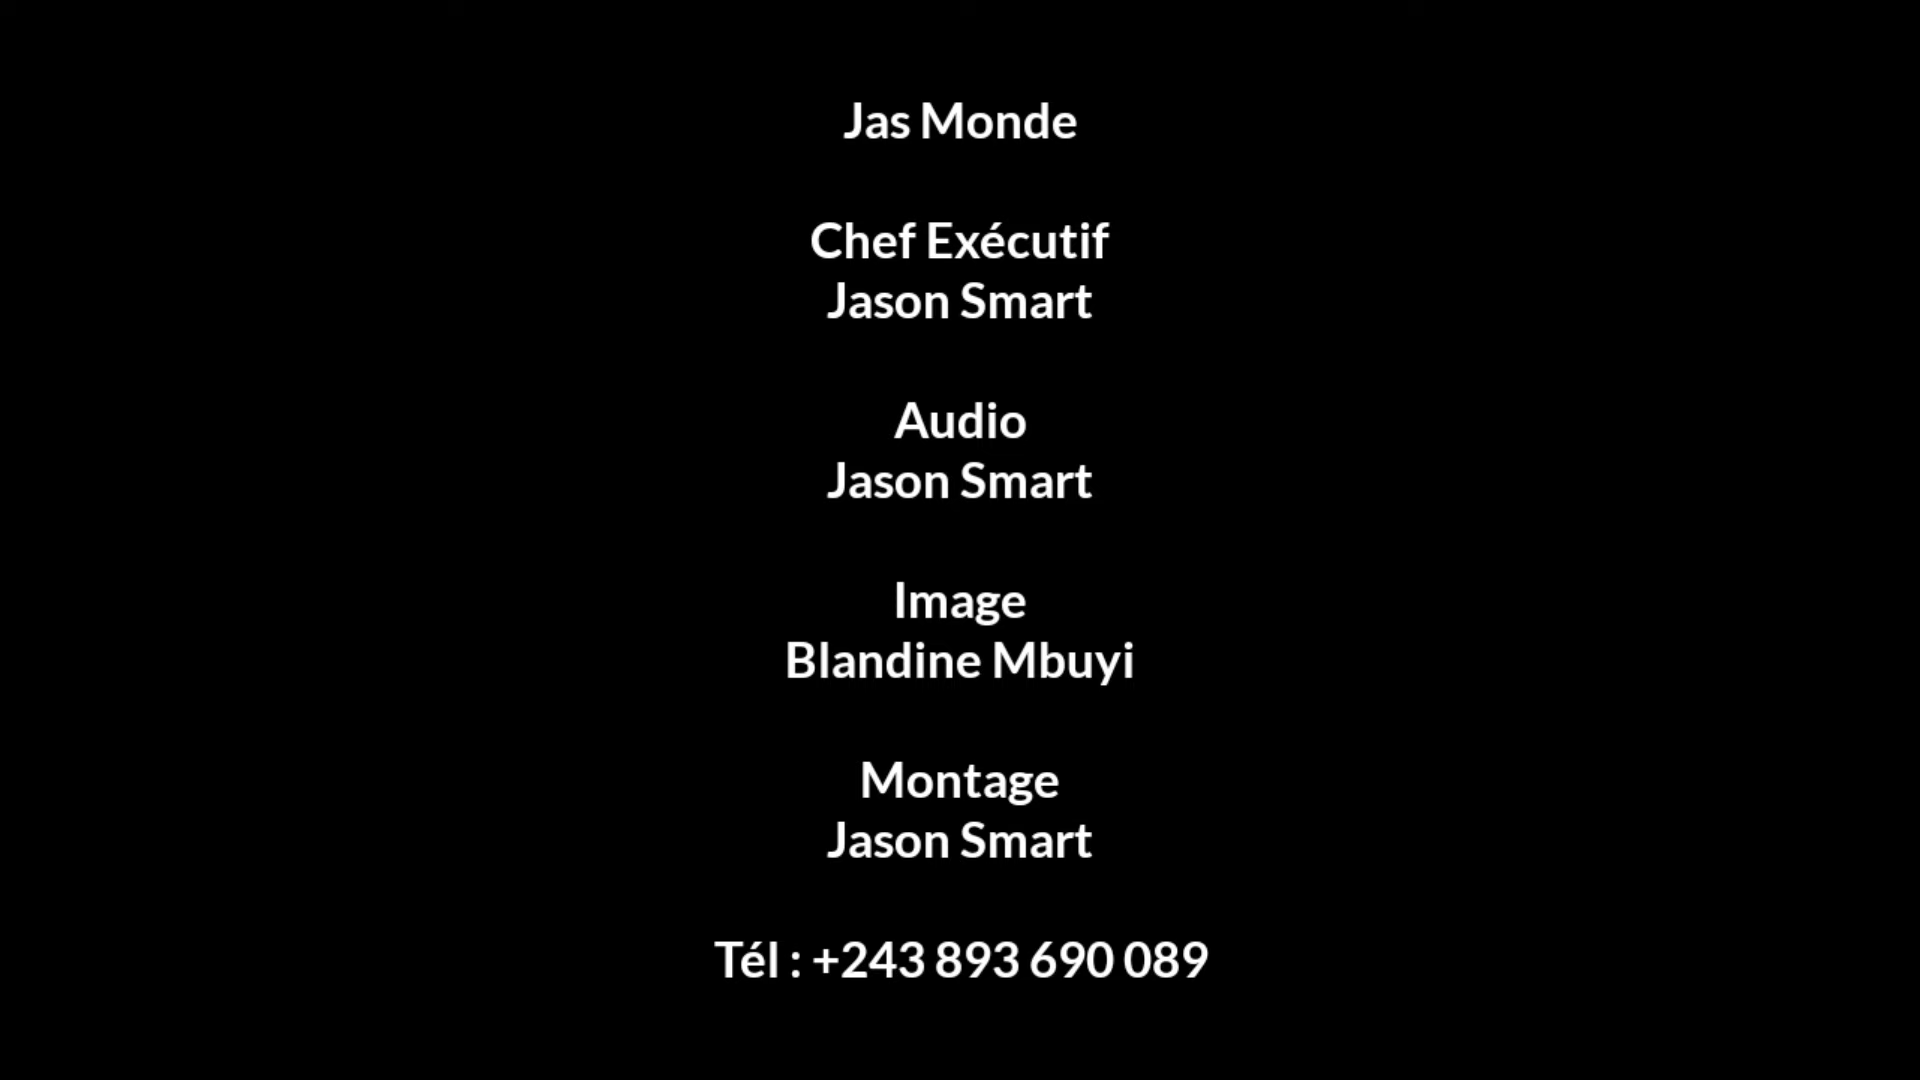 Jas Monde
Chef Exécutif
Jason Smart
Audio
Jason Smart
Image
Blandine Mbuyi
Montage
Jason Smart
Tél : +243 893 690 089